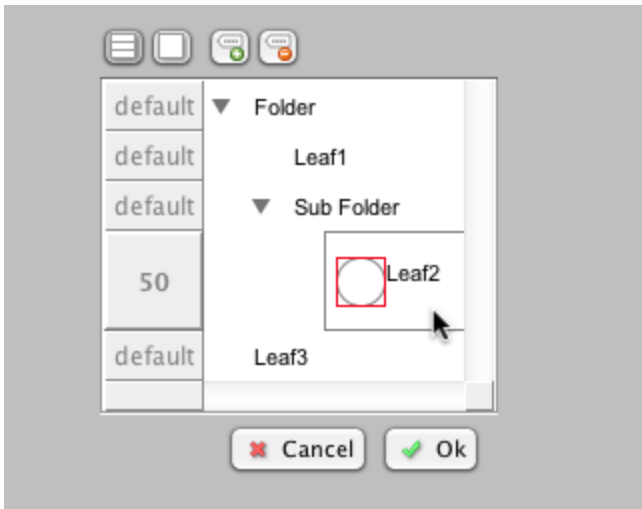 default Folder
default Leaf1
default Sub Folder
50 Leaf2
default Leaf3
Cancel Ok